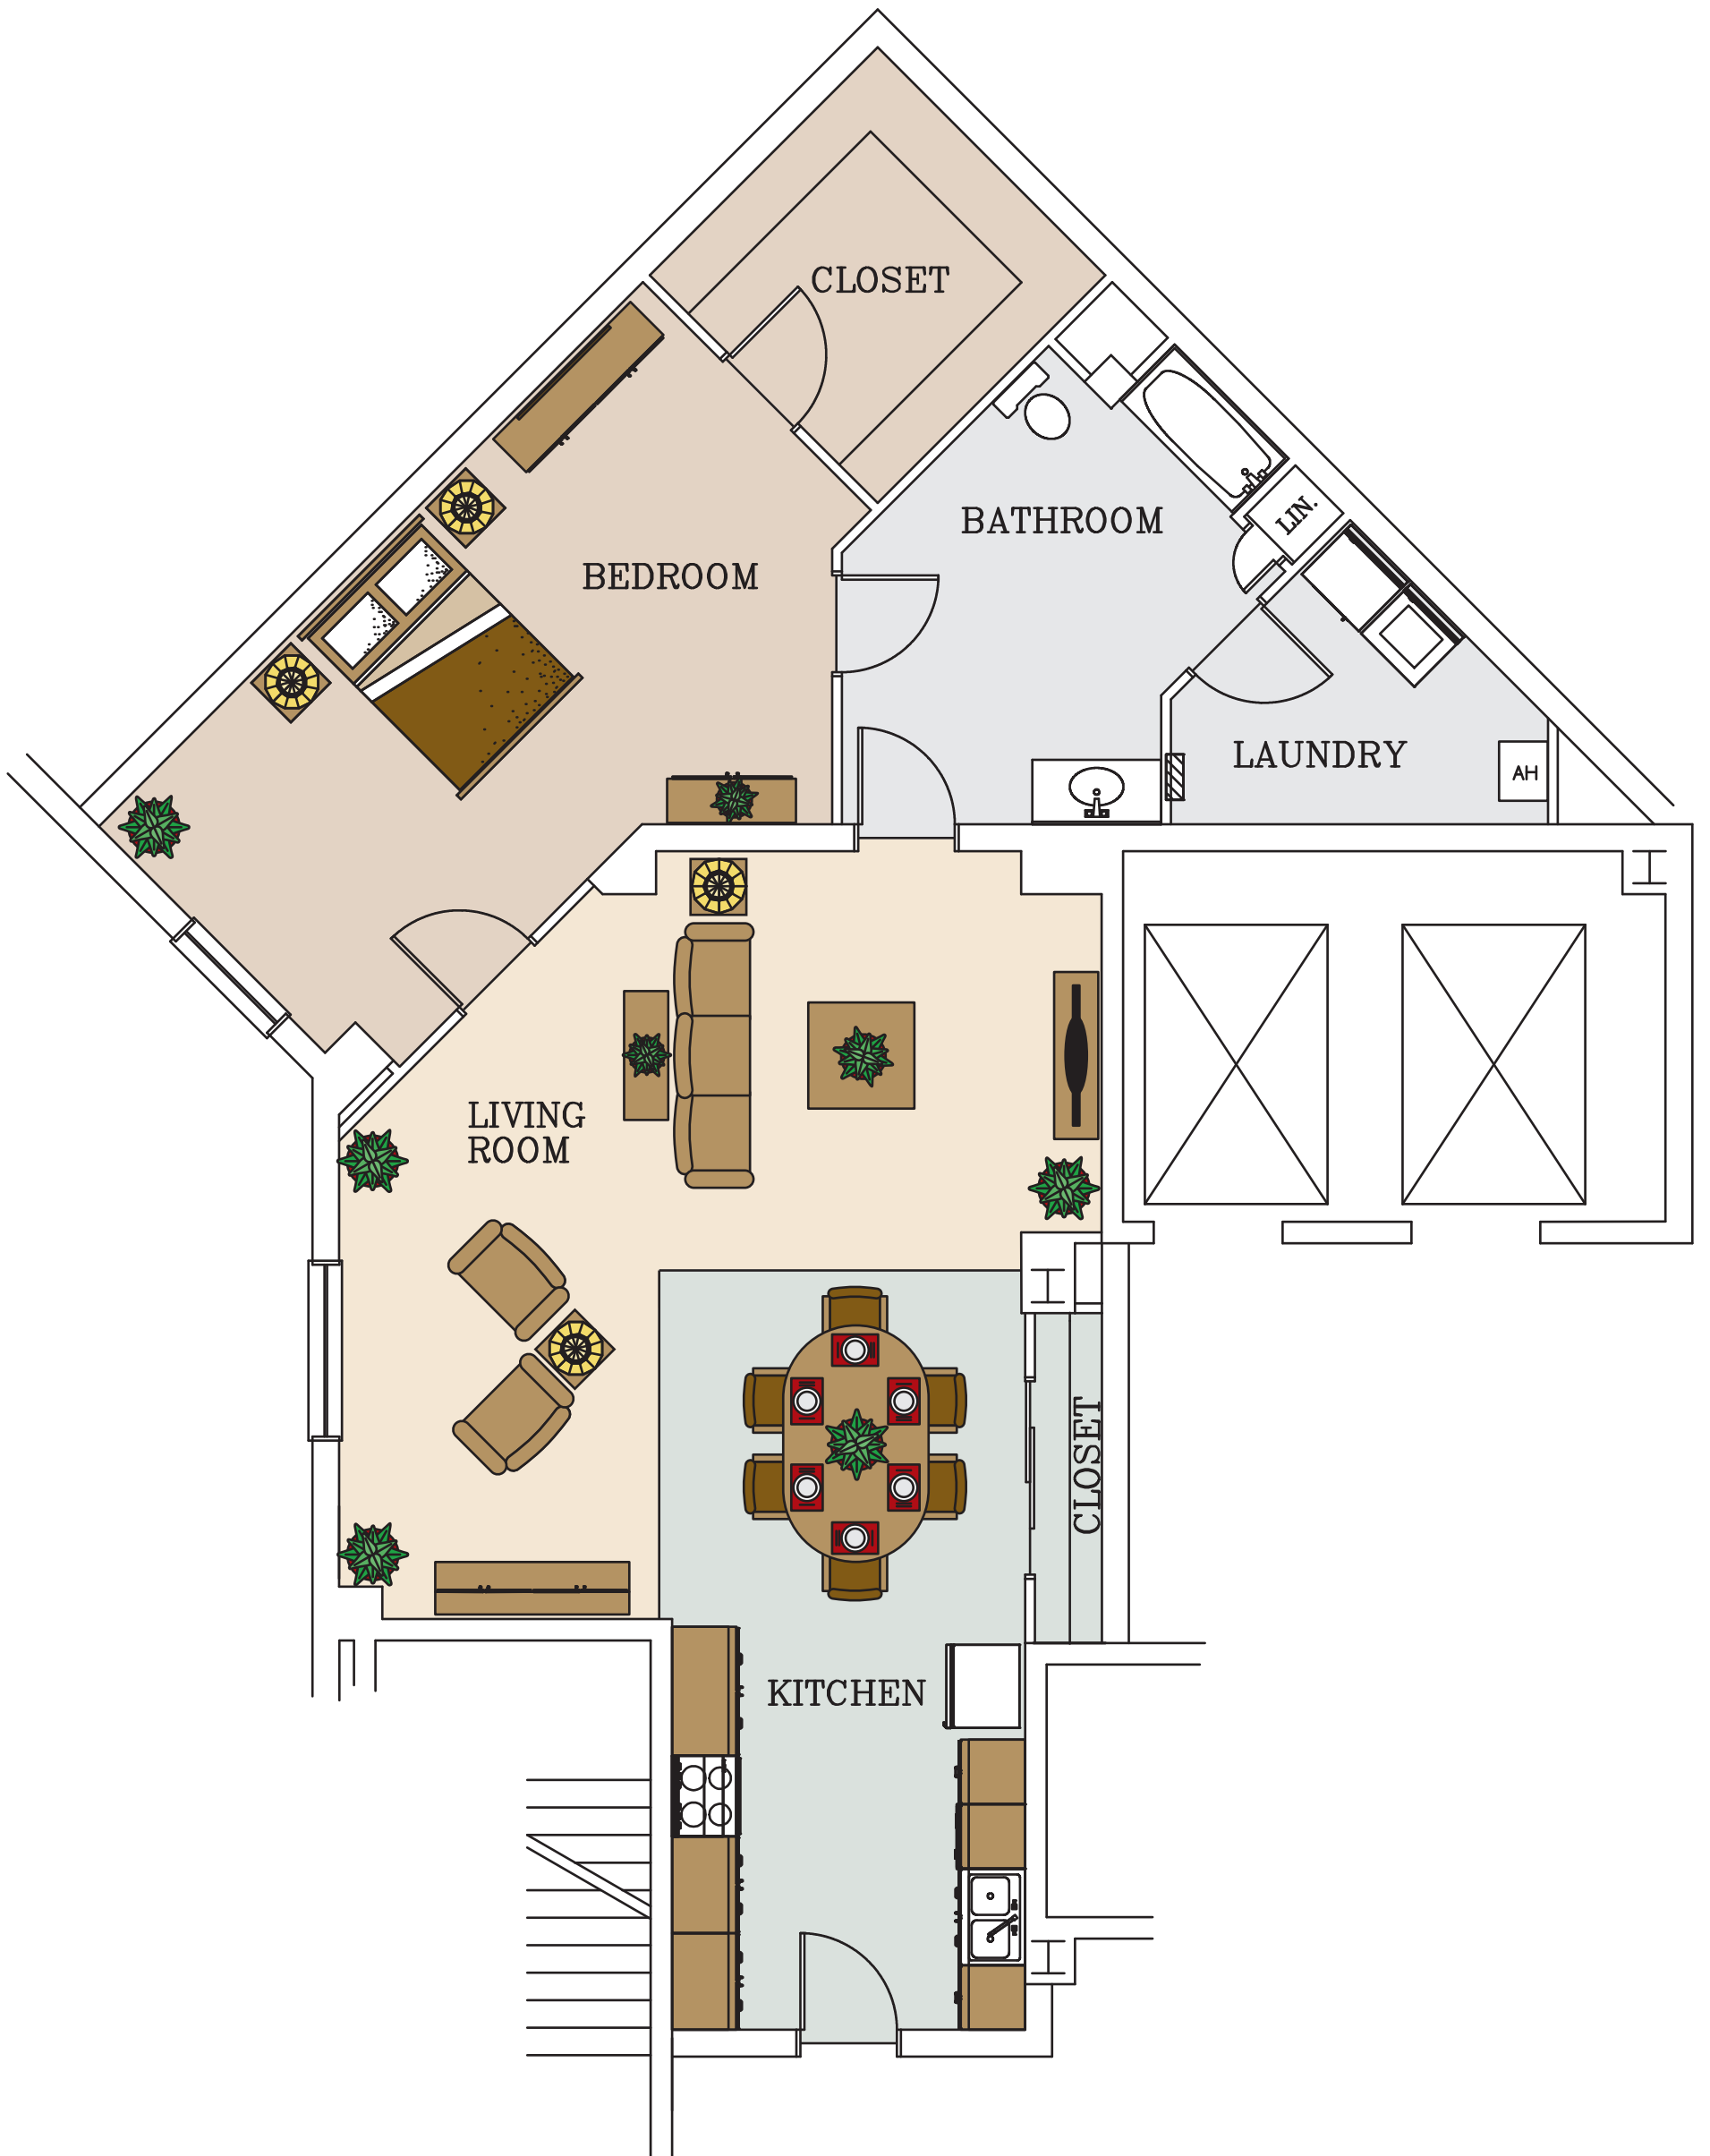 CLOSET
BATHROOM
LIN.
BEDROOM
LAUNDRY
AH
LIVING
ROOM
CLOSET
KITCHEN